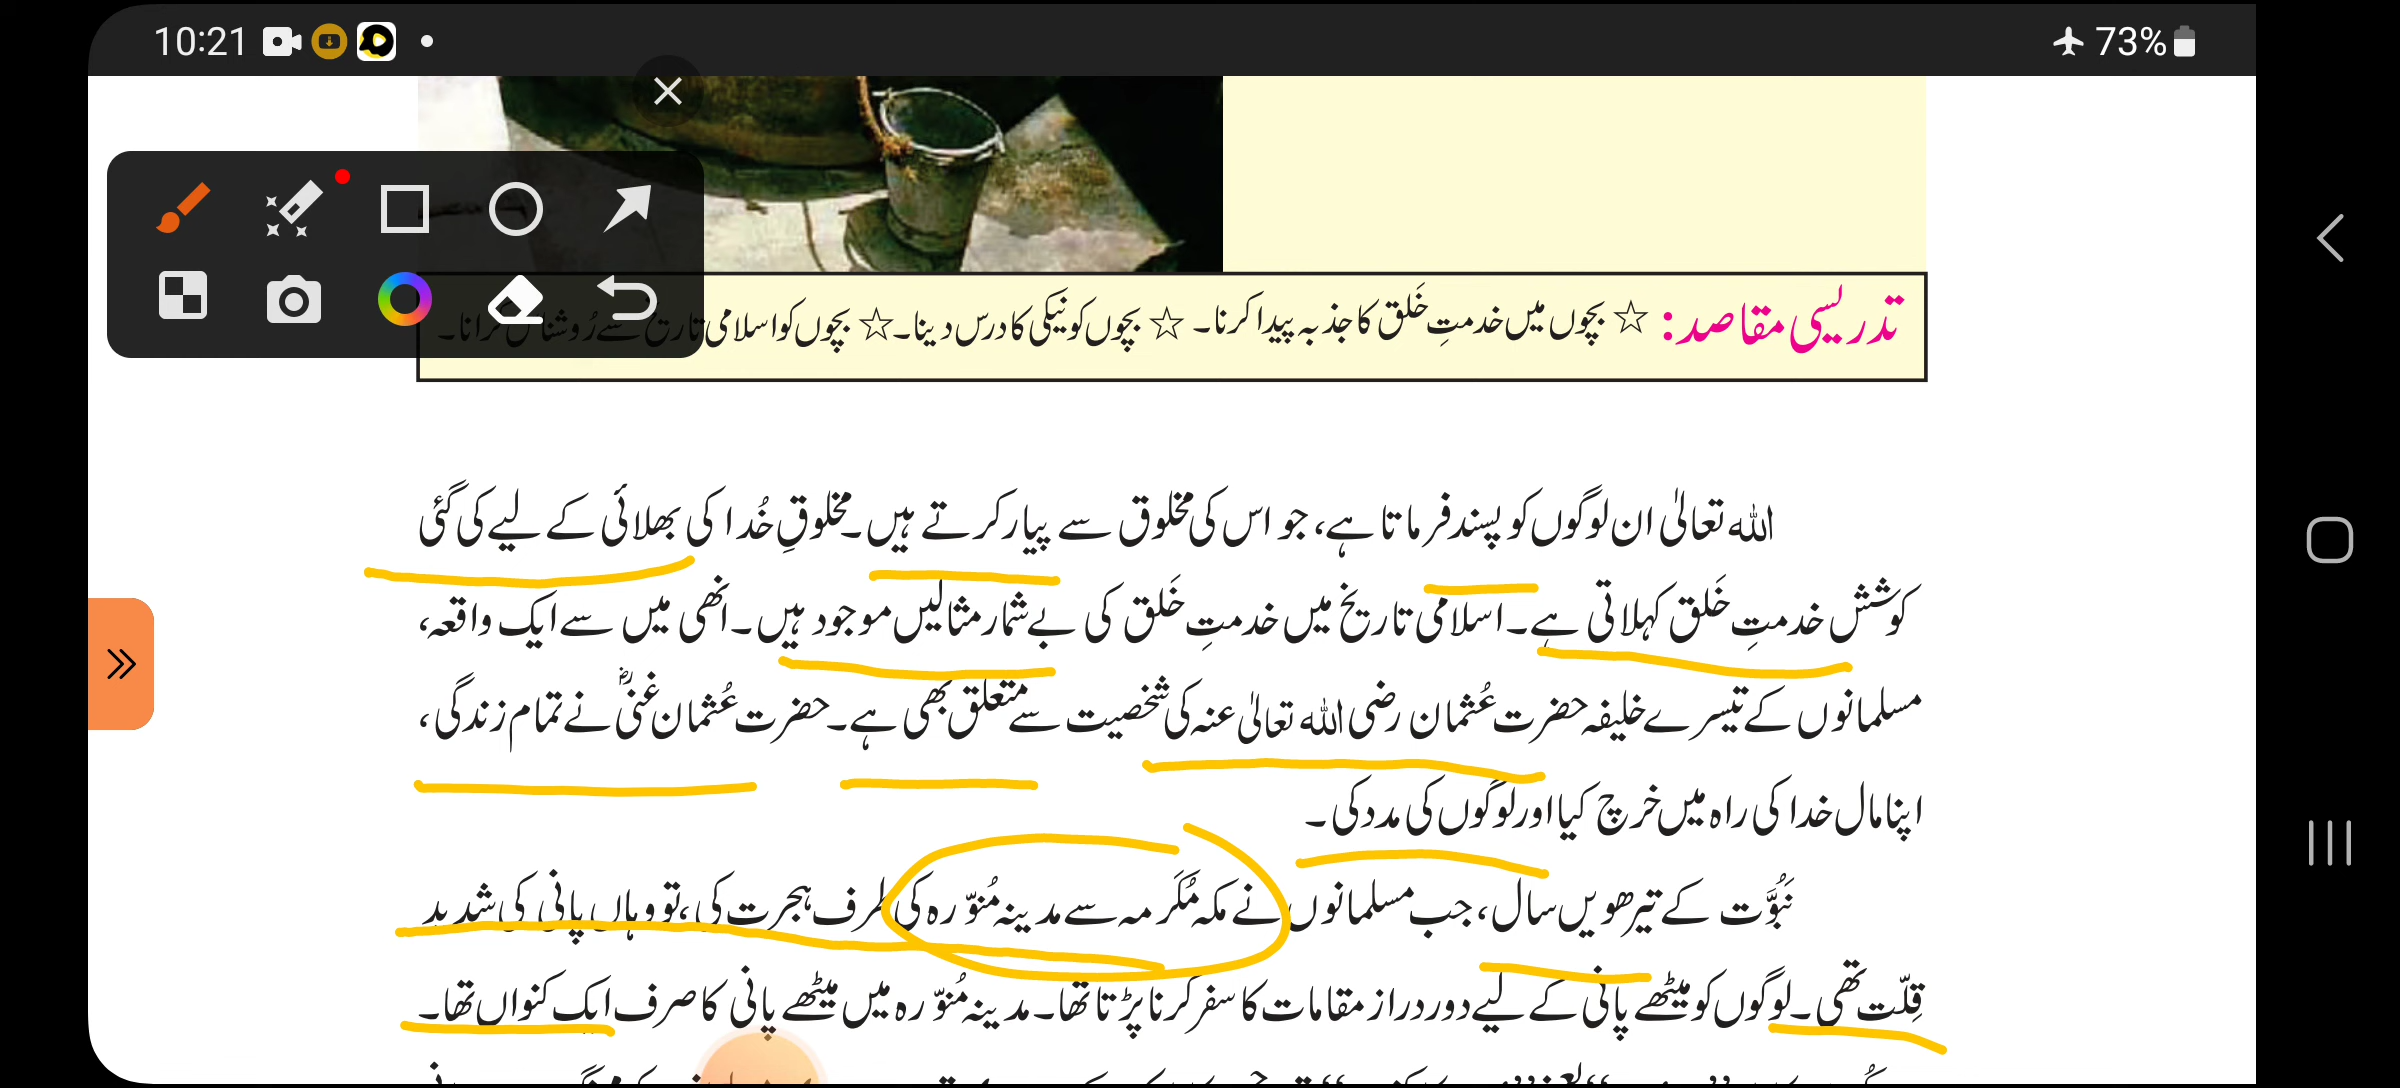 10:21
73%
تدریسی مقاصد: ☆ بچوں میں خدمتِ خَلق کا جذبہ پیدا کرنا۔ ☆ بچوں کو نیکی کا درس دینا۔ ☆ بچوں کو اسلامی تاریخ سے رُوشناس کرانا۔
اللہ تعالیٰ ان لوگوں کو پسند فرماتا ہے، جو اس کی مخلوق سے پیار کرتے ہیں۔ مخلوقِ خُدا کی بھلائی کے لیے کی گئی
کوشش خدمتِ خَلق کہلاتی ہے۔ اسلامی تاریخ میں خدمتِ خَلق کی بے شمار مثالیں موجود ہیں۔ انھی میں سے ایک واقعہ،
مسلمانوں کے تیسرے خلیفہ حضرت عُثمان رضی اللہ تعالیٰ عنہ کی شخصیت سے متعلق بھی ہے۔ حضرت عُثمان غنیؓ نے تمام زندگی،
اپنا مال خدا کی راہ میں خرچ کیا اور لوگوں کی مدد کی۔
نَبُوَّت کے تیرھویں سال، جب مسلمانوں نے مکہ مُکَرمہ سے مدینہ مُنوّرہ کی طرف ہجرت کی، تو وہاں پانی کی شدید
قِلّت تھی۔ لوگوں کو میٹھے پانی کے لیے دور دراز مقامات کا سفر کرنا پڑتا تھا۔ مدینہ مُنوّرہ میں میٹھے پانی کا صرف ایک کنواں تھا۔